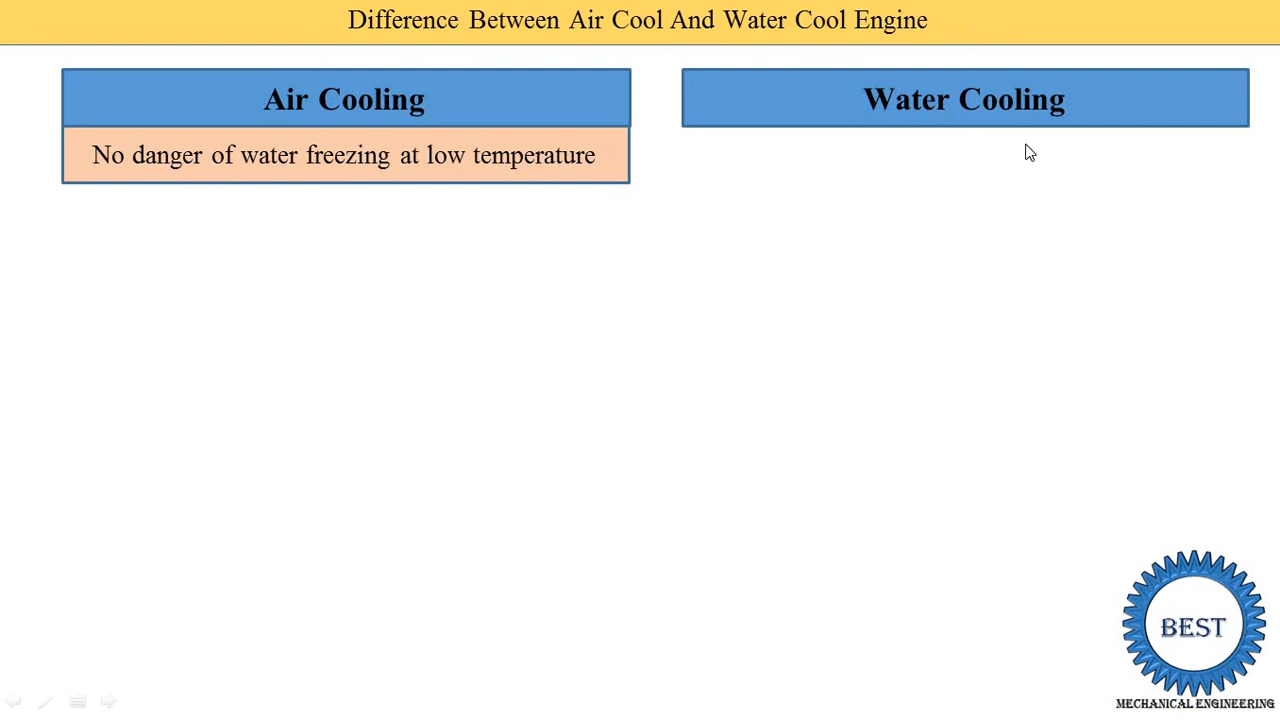 Difference Between Air Cool And Water Cool Engine
Air Cooling
Water Cooling
No danger of water freezing at low temperature
BEST
MECHANICAL ENGINEERING